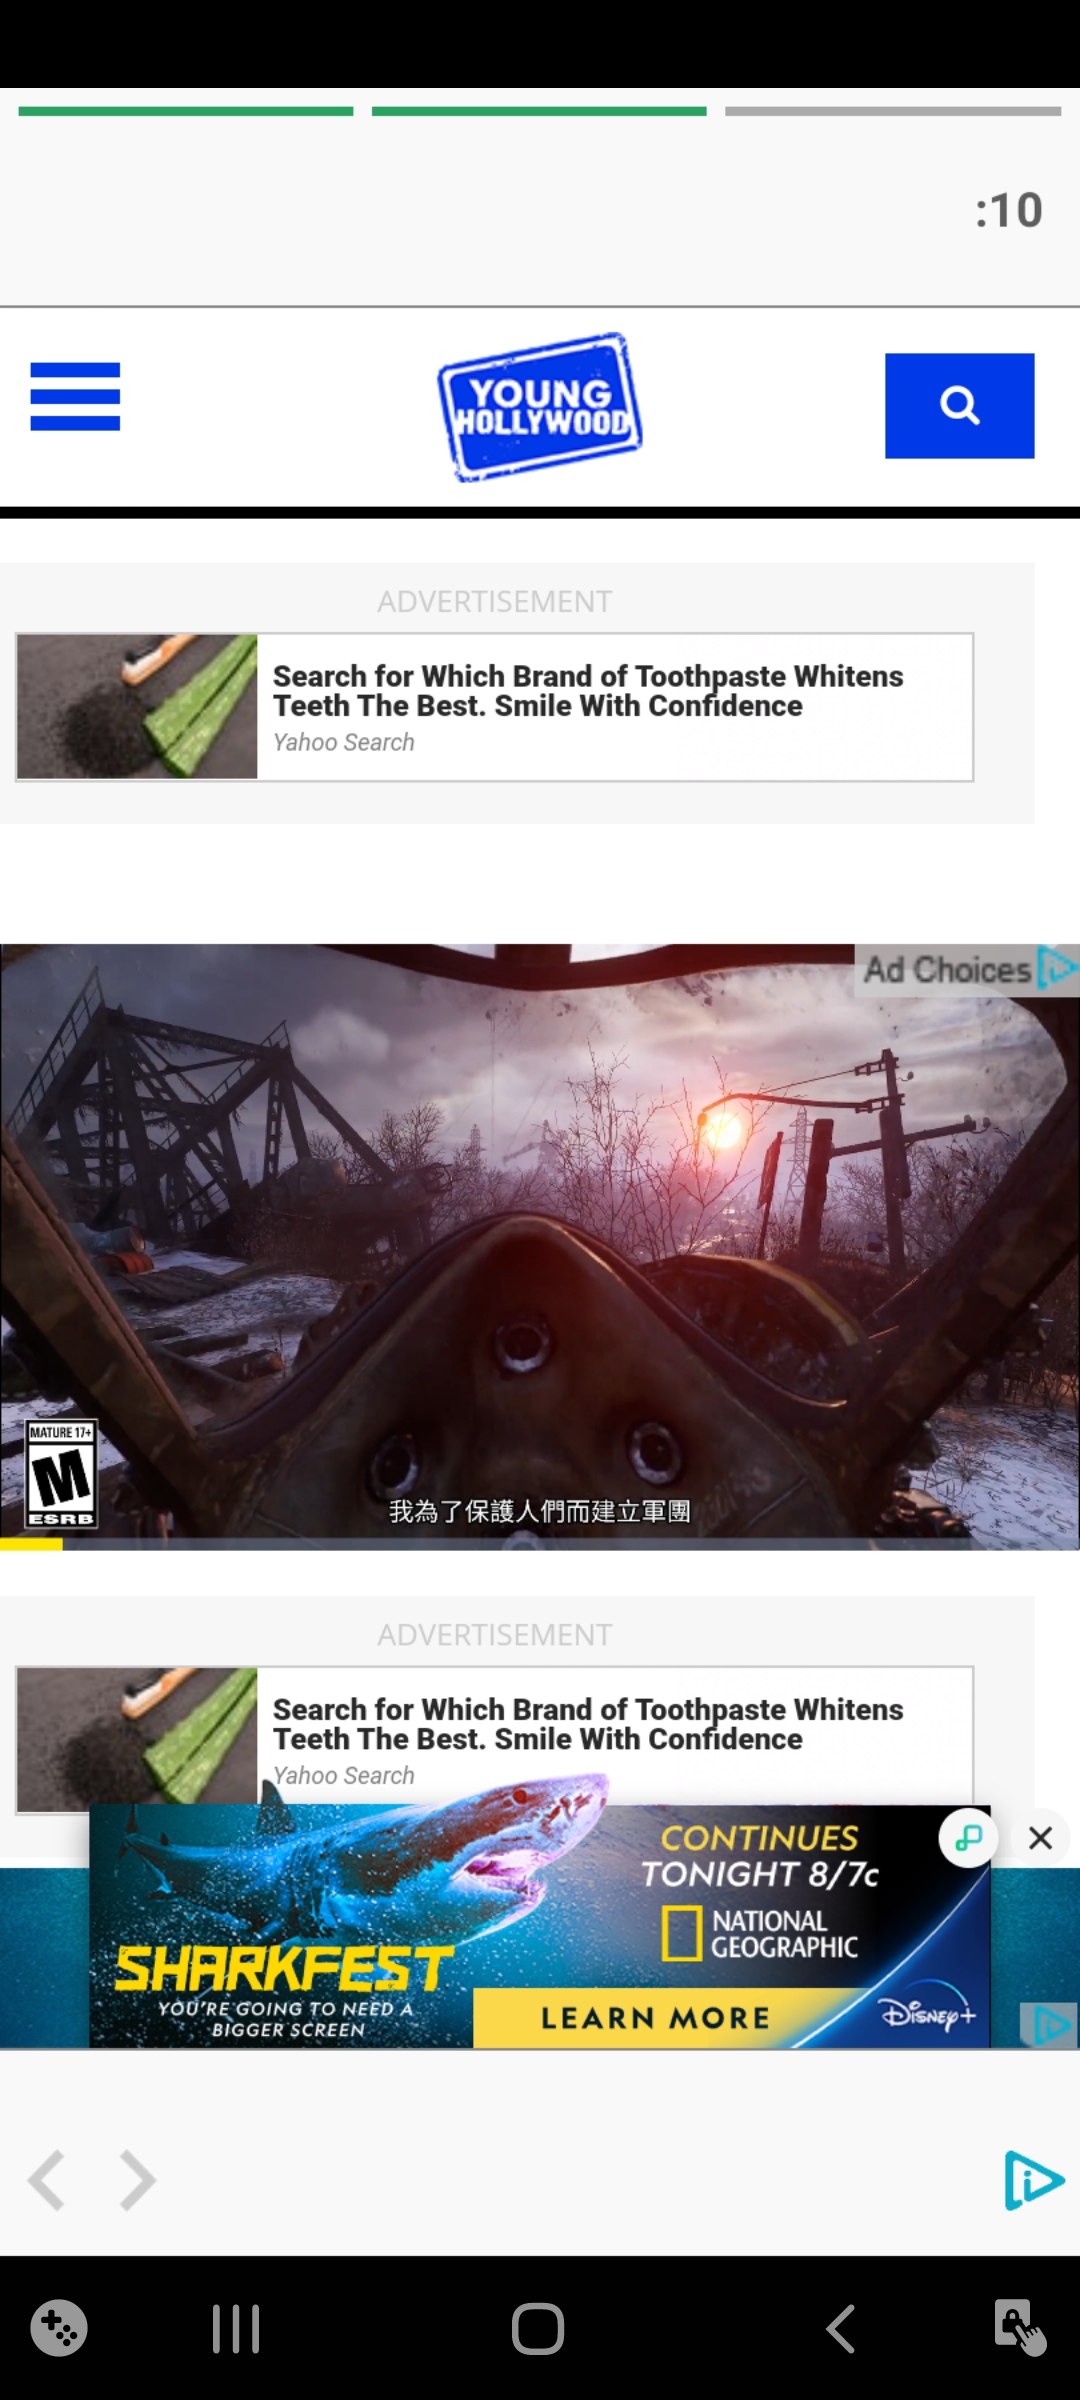 :10
YOUNG
HOLLYWOOD
ADVERTISEMENT
Search for Which Brand of Toothpaste Whitens
Teeth The Best. Smile With Confidence
Yahoo Search
Ad Choices
MATURE 17+
M
ESRB
我為了保護人們而建立軍團
ADVERTISEMENT
Search for Which Brand of Toothpaste Whitens
Teeth The Best. Smile With Confidence
Yahoo Search
CONTINUES
TONIGHT 8/7c
NATIONAL
GEOGRAPHIC
SHARKFEST
YOU'RE GOING TO NEED A
BIGGER SCREEN
LEARN MORE
Disney+